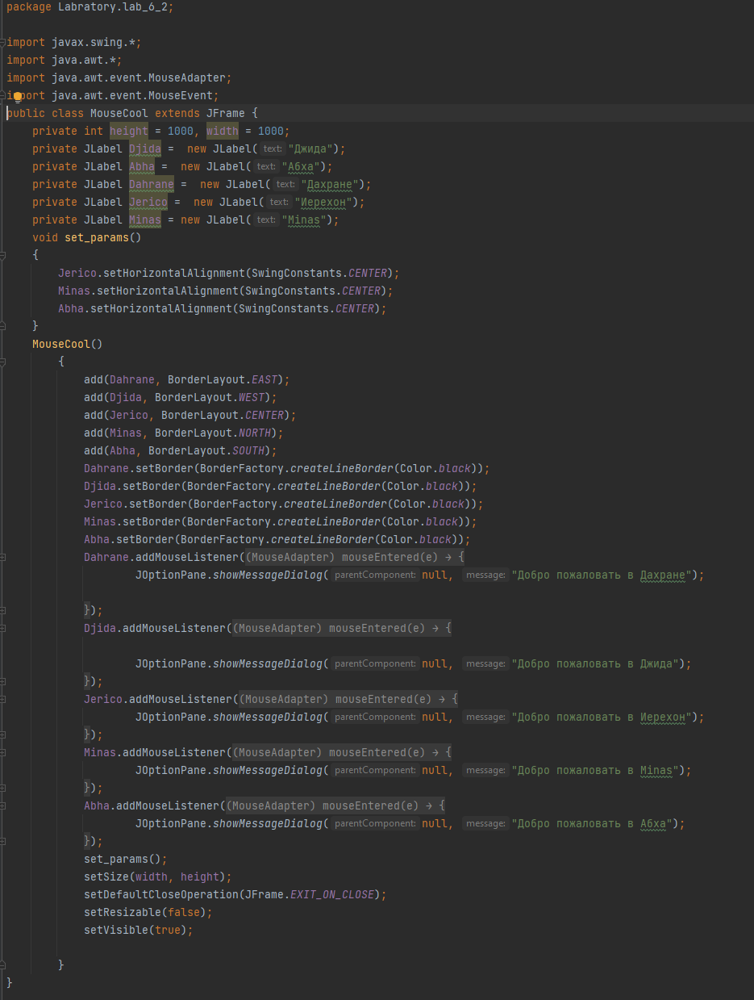 package Labratory.lab_6_2;
import javax.swing.*;
import java.awt.*;
import java.awt.event.MouseAdapter;
import java.awt.event.MouseEvent;
public class MouseCool extends JFrame {
    private int height = 1000, width = 1000;
    private JLabel Djida =  new JLabel( text: "Джида");
    private JLabel Abha =  new JLabel( text: "Абха");
    private JLabel Dahrane =  new JLabel( text: "Дахране");
    private JLabel Jerico =  new JLabel( text: "Иерехон");
    private JLabel Minas = new JLabel( text: "Minas");
    void set_params()
    {
        Jerico.setHorizontalAlignment(SwingConstants.CENTER);
        Minas.setHorizontalAlignment(SwingConstants.CENTER);
        Abha.setHorizontalAlignment(SwingConstants.CENTER);
    }
    MouseCool()
        {
            add(Dahrane, BorderLayout.EAST);
            add(Djida, BorderLayout.WEST);
            add(Jerico, BorderLayout.CENTER);
            add(Minas, BorderLayout.NORTH);
            add(Abha, BorderLayout.SOUTH);
            Dahrane.setBorder(BorderFactory.createLineBorder(Color.black));
            Djida.setBorder(BorderFactory.createLineBorder(Color.black));
            Jerico.setBorder(BorderFactory.createLineBorder(Color.black));
            Minas.setBorder(BorderFactory.createLineBorder(Color.black));
            Abha.setBorder(BorderFactory.createLineBorder(Color.black));
            Dahrane.addMouseListener((MouseAdapter) mouseEntered(e) → {
                    JOptionPane.showMessageDialog( parentComponent: null, message: "Добро пожаловать в Дахране");
            });
            Djida.addMouseListener((MouseAdapter) mouseEntered(e) → {
                    JOptionPane.showMessageDialog( parentComponent: null, message: "Добро пожаловать в Джида");
            });
            Jerico.addMouseListener((MouseAdapter) mouseEntered(e) → {
                    JOptionPane.showMessageDialog( parentComponent: null, message: "Добро пожаловать в Иерехон");
            });
            Minas.addMouseListener((MouseAdapter) mouseEntered(e) → {
                    JOptionPane.showMessageDialog( parentComponent: null, message: "Добро пожаловать в Minas");
            });
            Abha.addMouseListener((MouseAdapter) mouseEntered(e) → {
                    JOptionPane.showMessageDialog( parentComponent: null, message: "Добро пожаловать в Абха");
            });
            set_params();
            setSize(width, height);
            setDefaultCloseOperation(JFrame.EXIT_ON_CLOSE);
            setResizable(false);
            setVisible(true);
        }
}